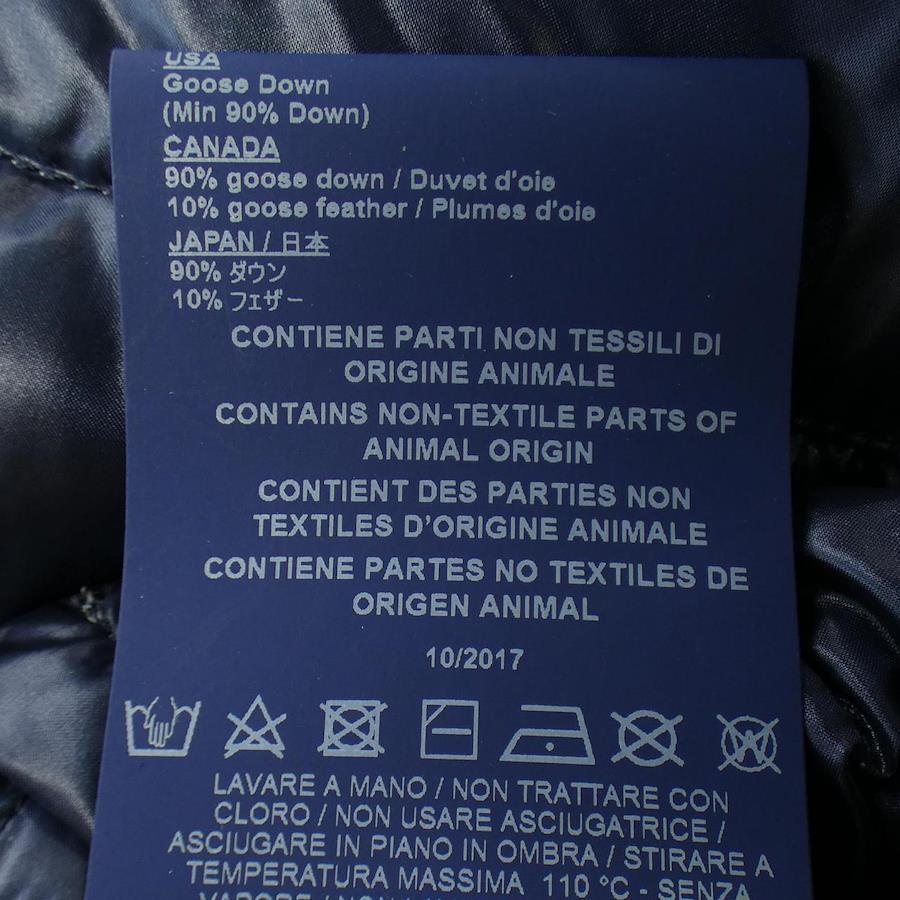 USA
Goose Down
(Min 90% Down)
CANADA
90% goose down / Duvet d'oie
10% goose feather / Plumes d'oie
JAPAN / 日本
90% ダウン
10% フェザー
CONTIENE PARTI NON TESSILI DI
ORIGINE ANIMALE
CONTAINS NON-TEXTILE PARTS OF
ANIMAL ORIGIN
CONTIENT DES PARTIES NON
TEXTILES D'ORIGINE ANIMALE
CONTIENE PARTES NO TEXTILES DE
ORIGEN ANIMAL
10/2017
W
LAVARE A MANO / NON TRATTARE CON
CLORO / NON USARE ASCIUGATRICE /
ASCIUGARE IN PIANO IN OMBRA / STIRARE A
TEMPERATURA MASSIMA 110 °C - SENZA
VAPORE / NON